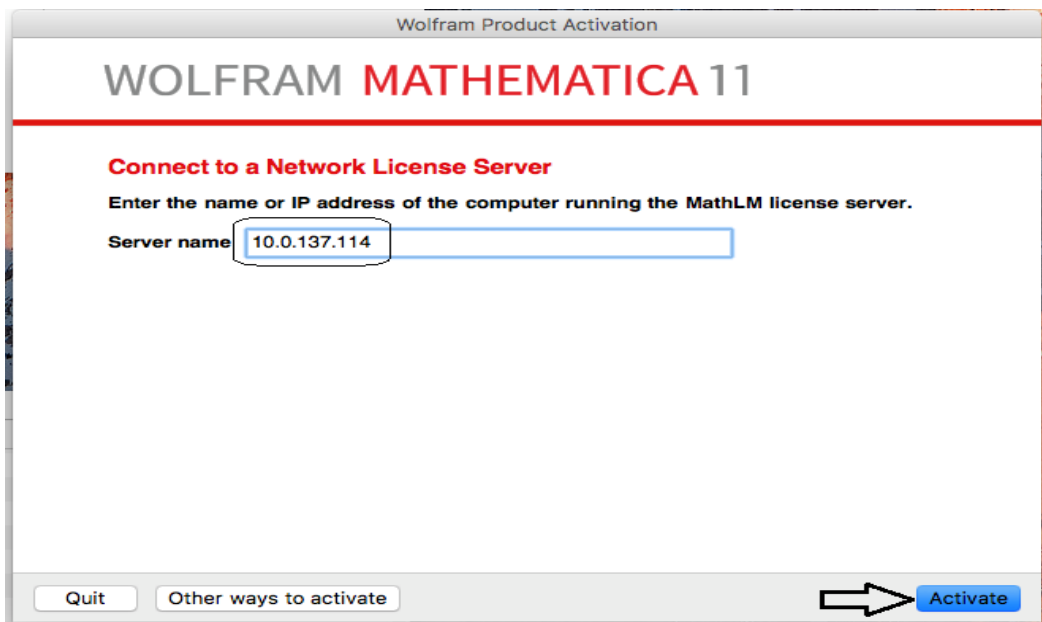 Wolfram Product Activation
WOLFRAM MATHEMATICA 11
Connect to a Network License Server
Enter the name or IP address of the computer running the MathLM license server.
Server name 10.0.137.114
Quit Other ways to activate Activate